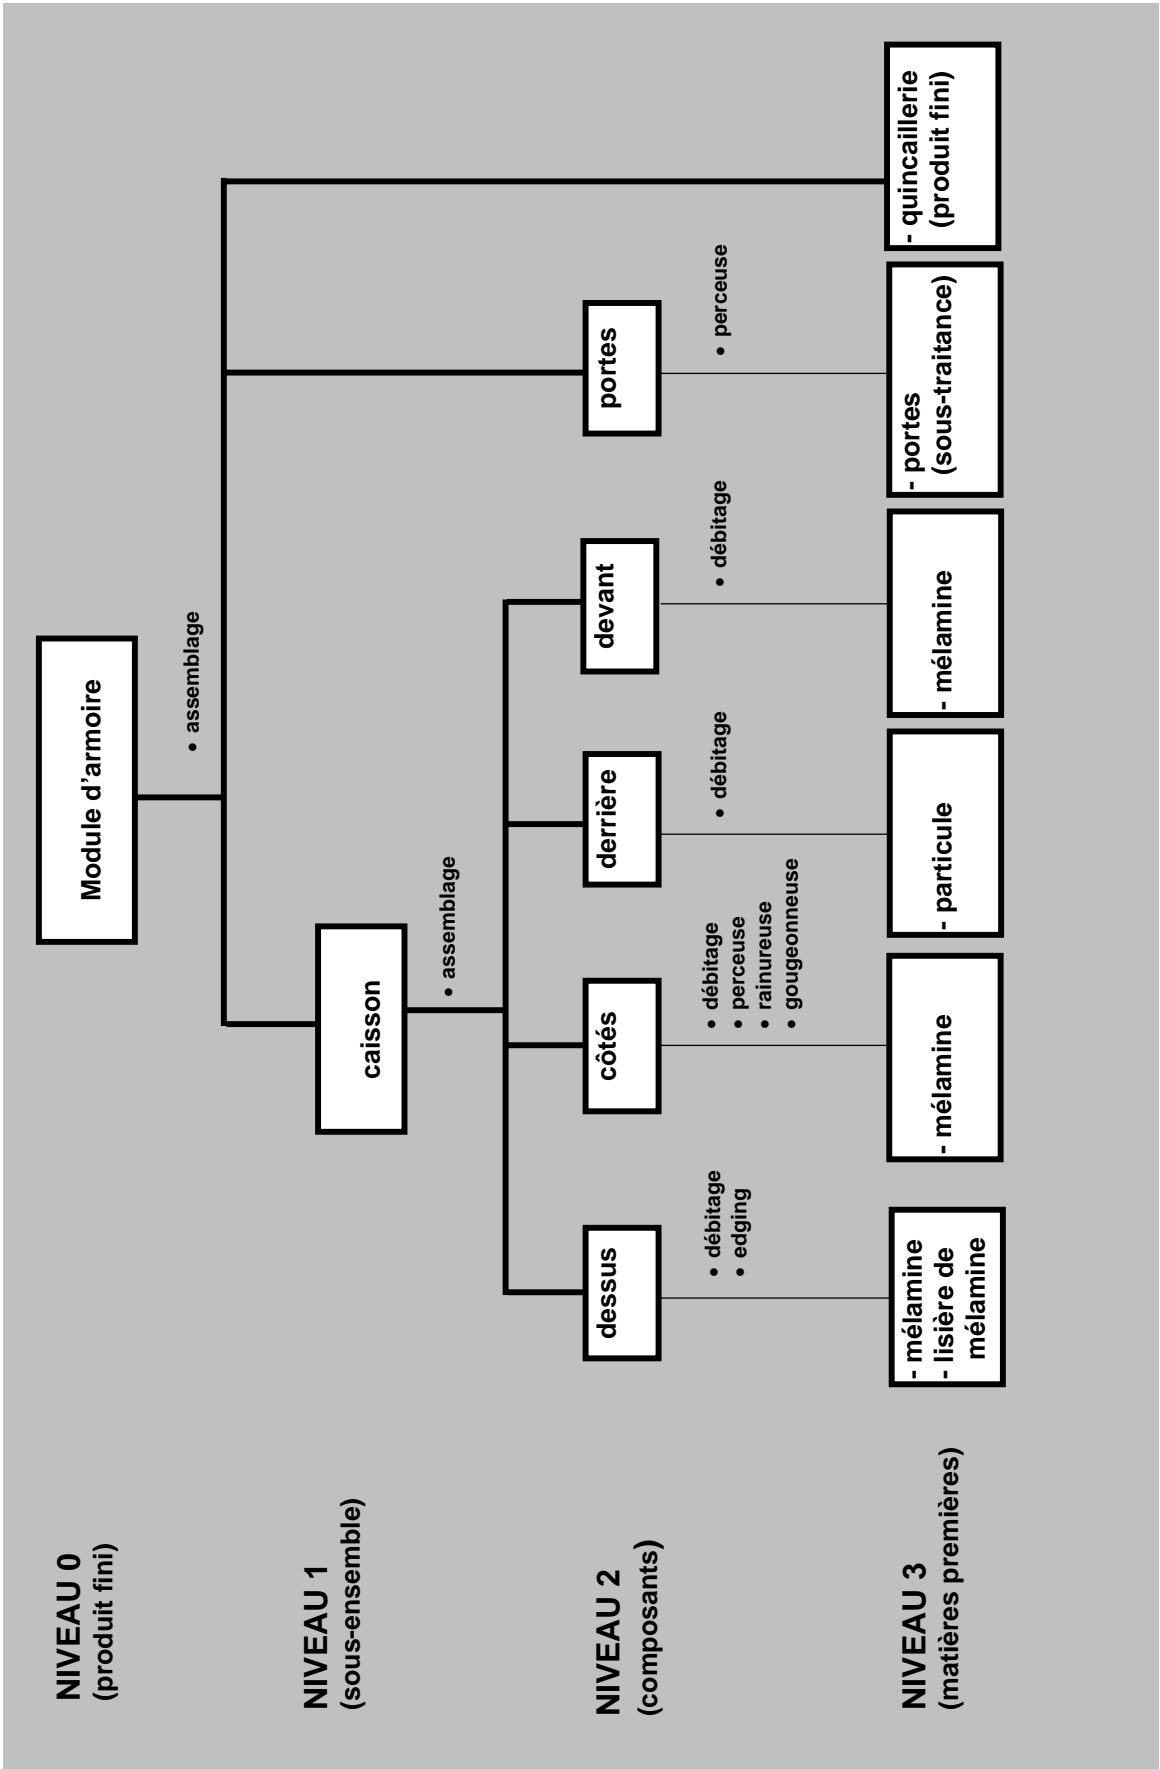 NIVEAU 0
(produit fini)
Module d'armoire
• assemblage
NIVEAU 1
(sous-ensemble)
caisson
• assemblage
NIVEAU 2
(composants)
dessus
côtés
derrière
devant
portes
• débitage
• edging
• débitage
• perceuse
• rainureuse
• gougeonneuse
• débitage
• débitage
• perceuse
NIVEAU 3
(matières premières)
- mélamine
- lisière de
mélamine
- mélamine
- particule
- mélamine
- portes
(sous-traitance)
- quincaillerie
(produit fini)